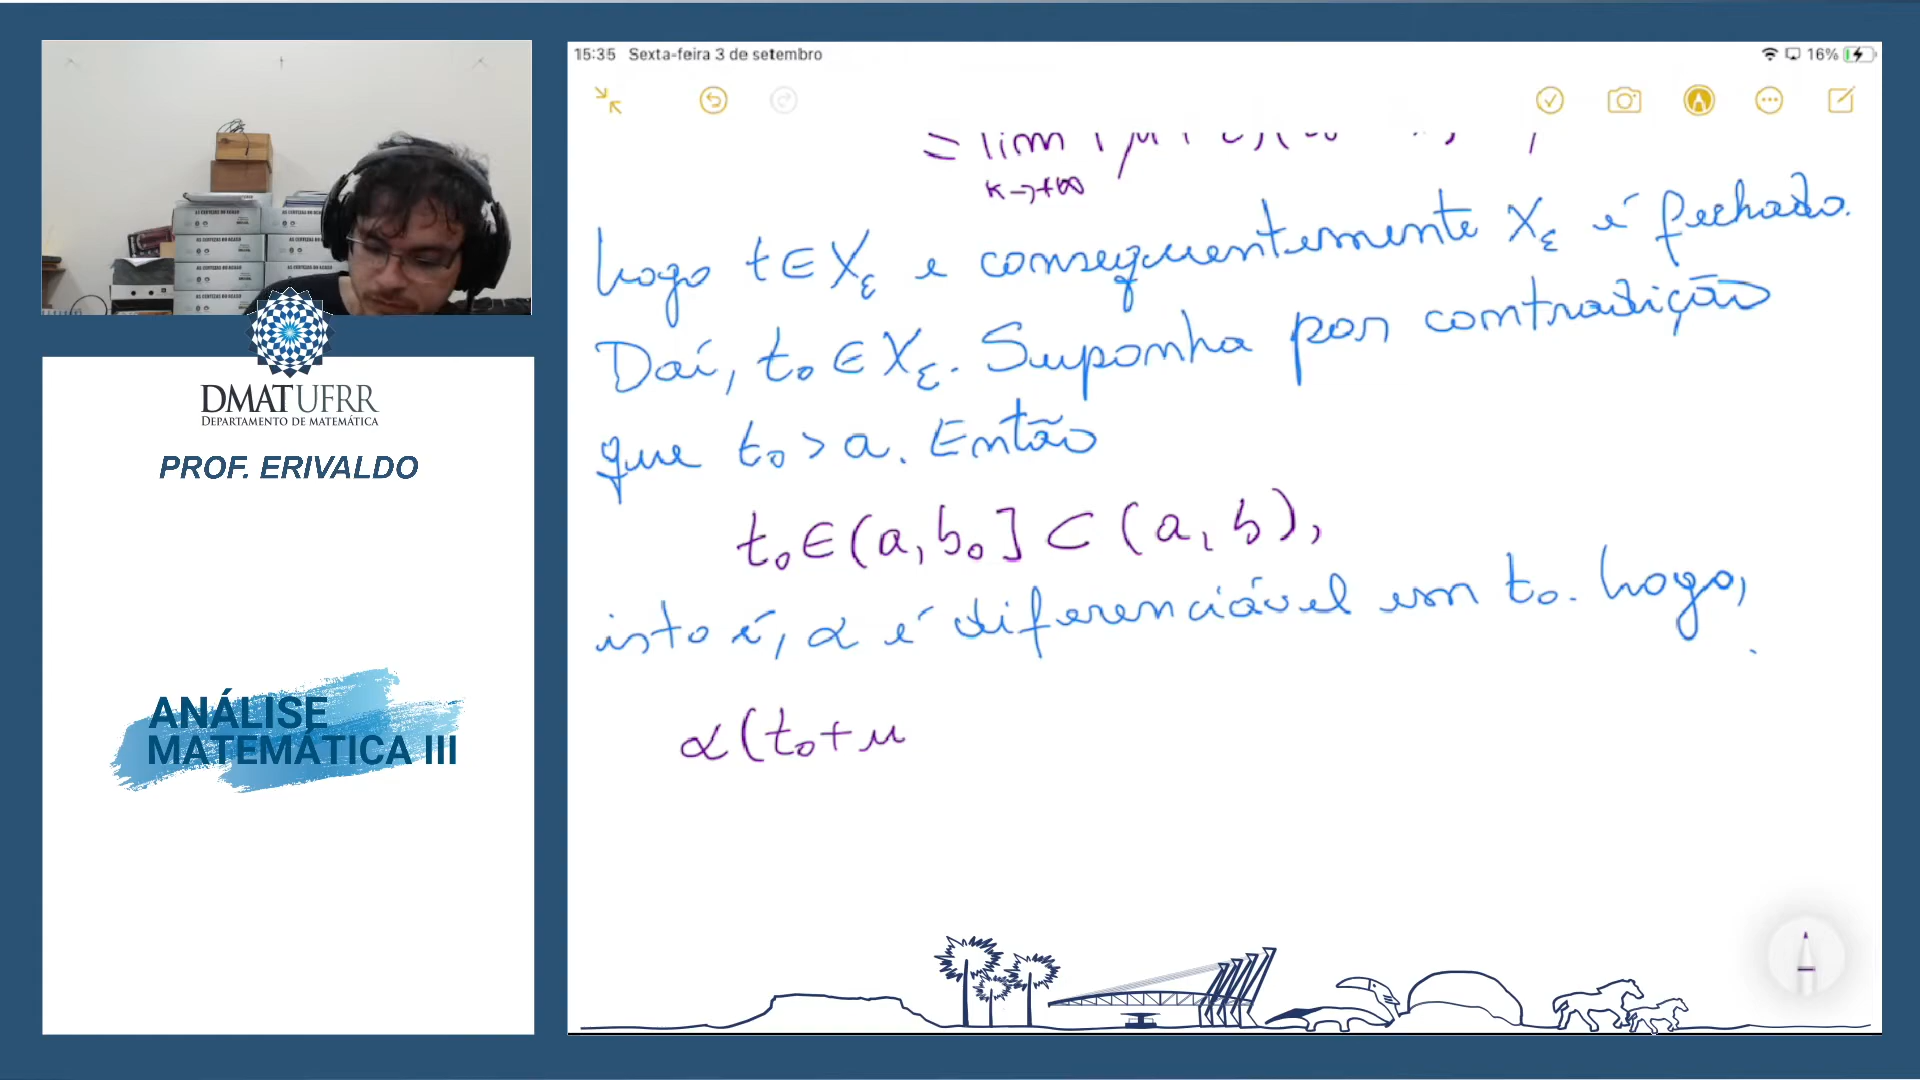 15:35 Sexta-feira 3 de setembro
16%
= lim
k→+∞
Logo t∈X_ε e consequentemente X_ε é fechado.
Daí, t₀∈X_ε. Suponha por contradição
que t₀>a. Então
t₀∈(a,b₀]⊂(a,b),
isto é, α é diferenciável em t₀. Logo,
α(t₀+u
DMATUFRR
DEPARTAMENTO DE MATEMÁTICA
PROF. ERIVALDO
ANÁLISE
MATEMÁTICA III